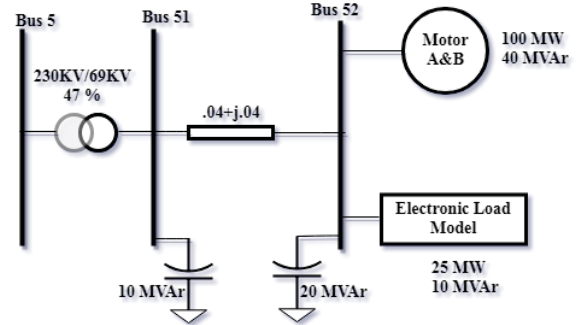 Bus 5
Bus 51
Bus 52
230KV/69KV
47 %
.04+j.04
Motor
A&B
100 MW
40 MVAr
Electronic Load
Model
25 MW
10 MVAr
10 MVAr
20 MVAr